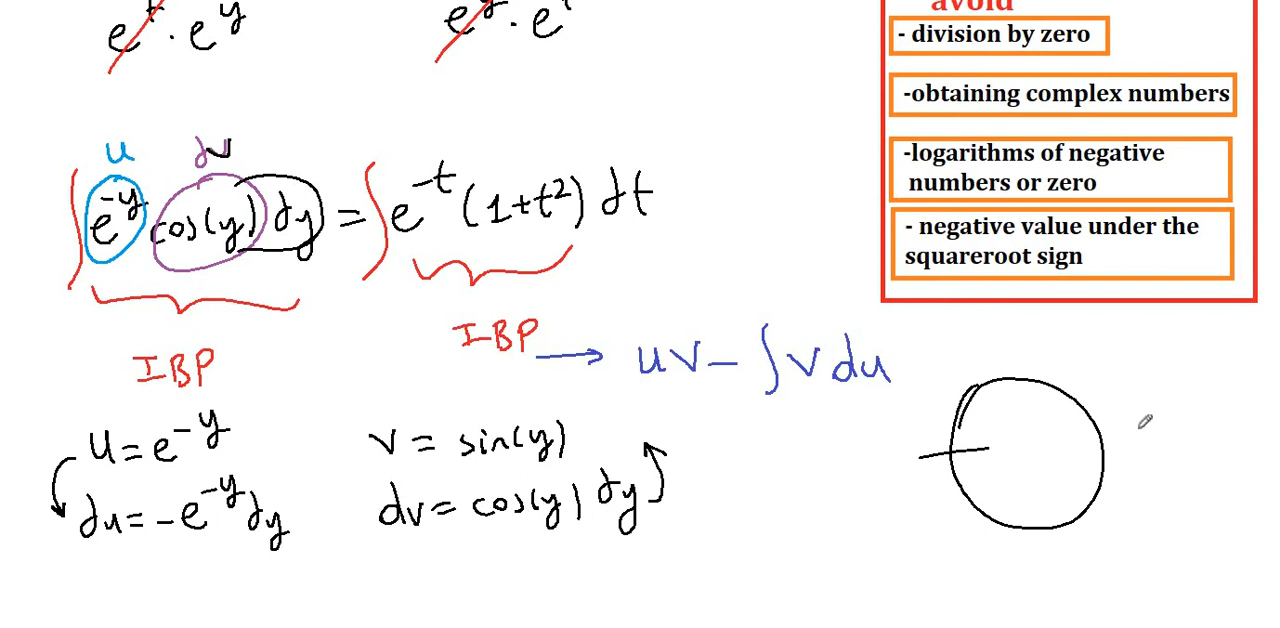 e^t · e^y
e^y · e
avoid
- division by zero
-obtaining complex numbers
-logarithms of negative
numbers or zero
- negative value under the
squareroot sign
u dv
∫ e^-y cos(y) dy = ∫ e^-t (1+t²) dt
IBP
IBP → uv - ∫ v du
u = e^-y v = sin(y)
du = -e^-y dy dv = cos(y) dy